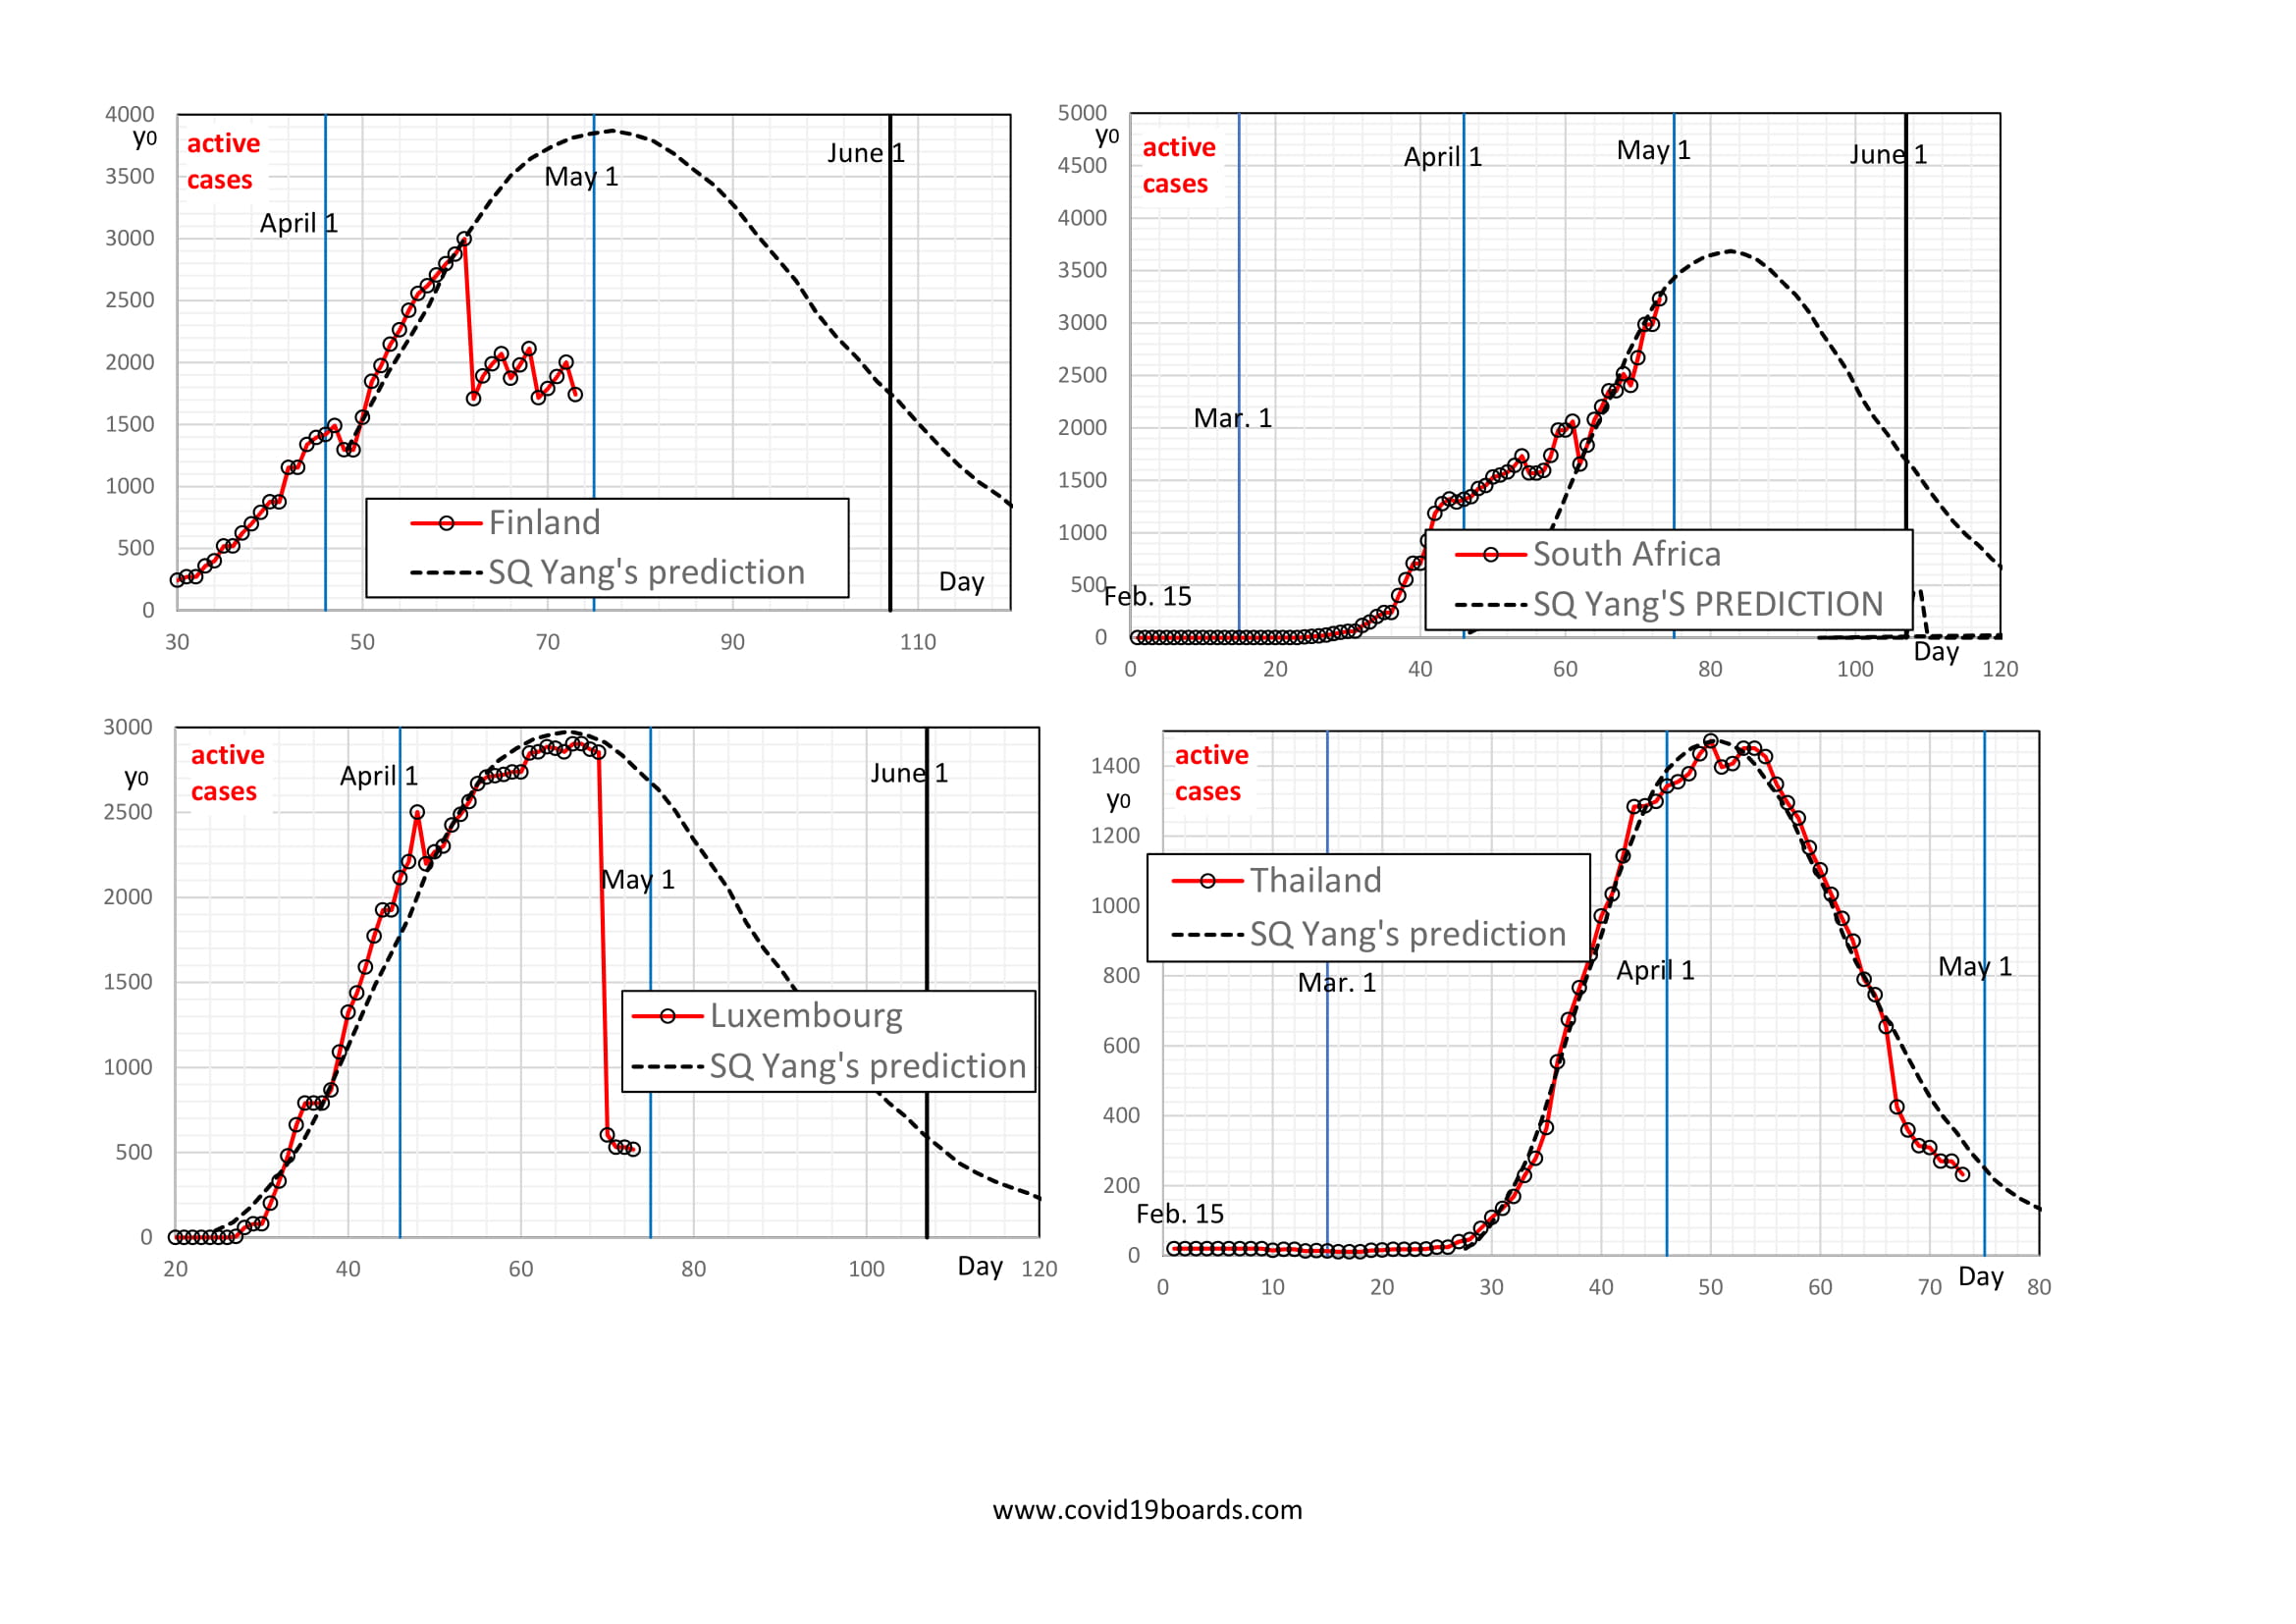 4000
y0
active
cases
3500
3000
2500
2000
1500
1000
500
0
April 1
May 1
June 1
Finland
SQ Yang's prediction
Day
30
50
70
90
110
5000
y0
active
cases
4500
4000
3500
3000
2500
2000
1500
1000
500
0
Feb. 15
Mar. 1
April 1
May 1
June 1
South Africa
SQ Yang'S PREDICTION
Day
0
20
40
60
80
100
120
3000
y0
active
cases
2500
2000
1500
1000
500
0
April 1
May 1
June 1
Luxembourg
SQ Yang's prediction
Day
20
40
60
80
100
120
active
cases
1400
y0
1200
1000
800
600
400
200
0
Thailand
SQ Yang's prediction
Feb. 15
Mar. 1
April 1
May 1
Day
0
10
20
30
40
50
60
70
80
www.covid19boards.com